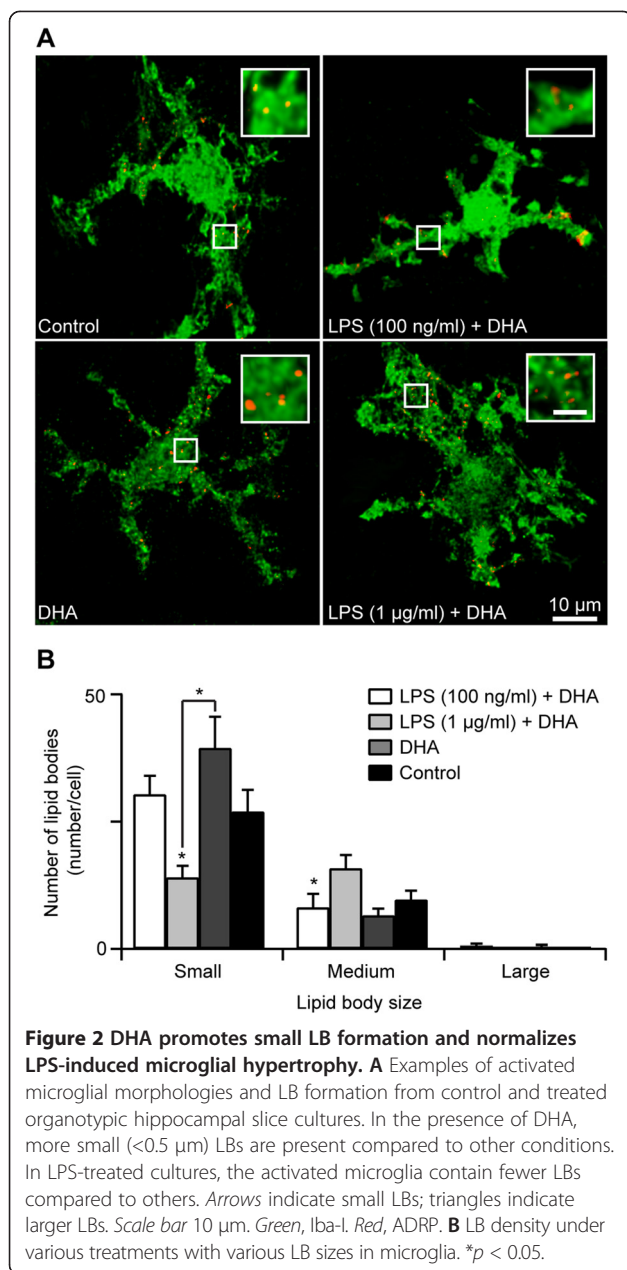 A
Control
LPS (100 ng/ml) + DHA
DHA
LPS (1 µg/ml) + DHA
10 µm
B
50
*
LPS (100 ng/ml) + DHA
LPS (1 µg/ml) + DHA
DHA
Control
Number of lipid bodies
(number/cell)
*
*
0
Small
Medium
Large
Lipid body size
Figure 2 DHA promotes small LB formation and normalizes
LPS-induced microglial hypertrophy. A Examples of activated
microglial morphologies and LB formation from control and treated
organotypic hippocampal slice cultures. In the presence of DHA,
more small (<0.5 µm) LBs are present compared to other conditions.
In LPS-treated cultures, the activated microglia contain fewer LBs
compared to others. Arrows indicate small LBs; triangles indicate
larger LBs. Scale bar 10 µm. Green, Iba-I. Red, ADRP. B LB density under
various treatments with various LB sizes in microglia. *p < 0.05.